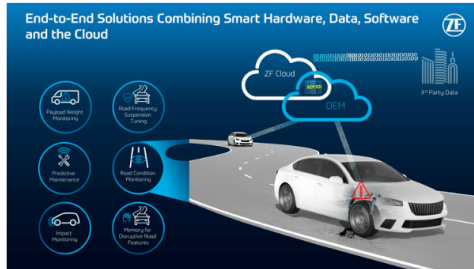 End-to-End Solutions Combining Smart Hardware, Data, Software
and the Cloud
ZF
ZF Cloud
OEM
3rd Party Data
Payload Weight
Monitoring
Road Frequency
Suspension
Tuning
Predictive
Maintenance
Road Condition
Monitoring
Impact
Monitoring
Memory for
Disruptive Road
Features